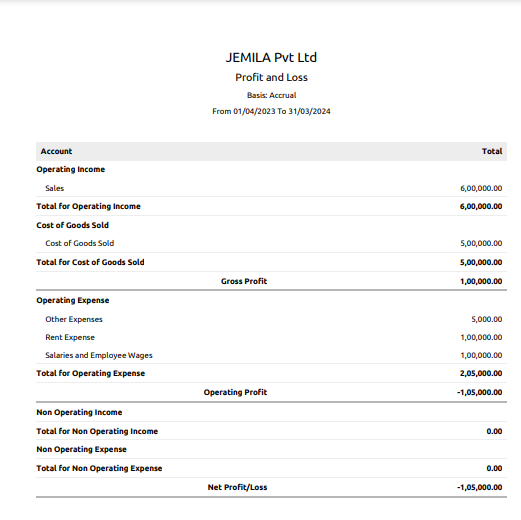 JEMILA Pvt Ltd
Profit and Loss
Basis: Accrual
From 01/04/2023 To 31/03/2024
Account Total
Operating Income
Sales 6,00,000.00
Total for Operating Income 6,00,000.00
Cost of Goods Sold
Cost of Goods Sold 5,00,000.00
Total for Cost of Goods Sold 5,00,000.00
Gross Profit 1,00,000.00
Operating Expense
Other Expenses 5,000.00
Rent Expense 1,00,000.00
Salaries and Employee Wages 1,00,000.00
Total for Operating Expense 2,05,000.00
Operating Profit -1,05,000.00
Non Operating Income
Total for Non Operating Income 0.00
Non Operating Expense
Total for Non Operating Expense 0.00
Net Profit/Loss -1,05,000.00